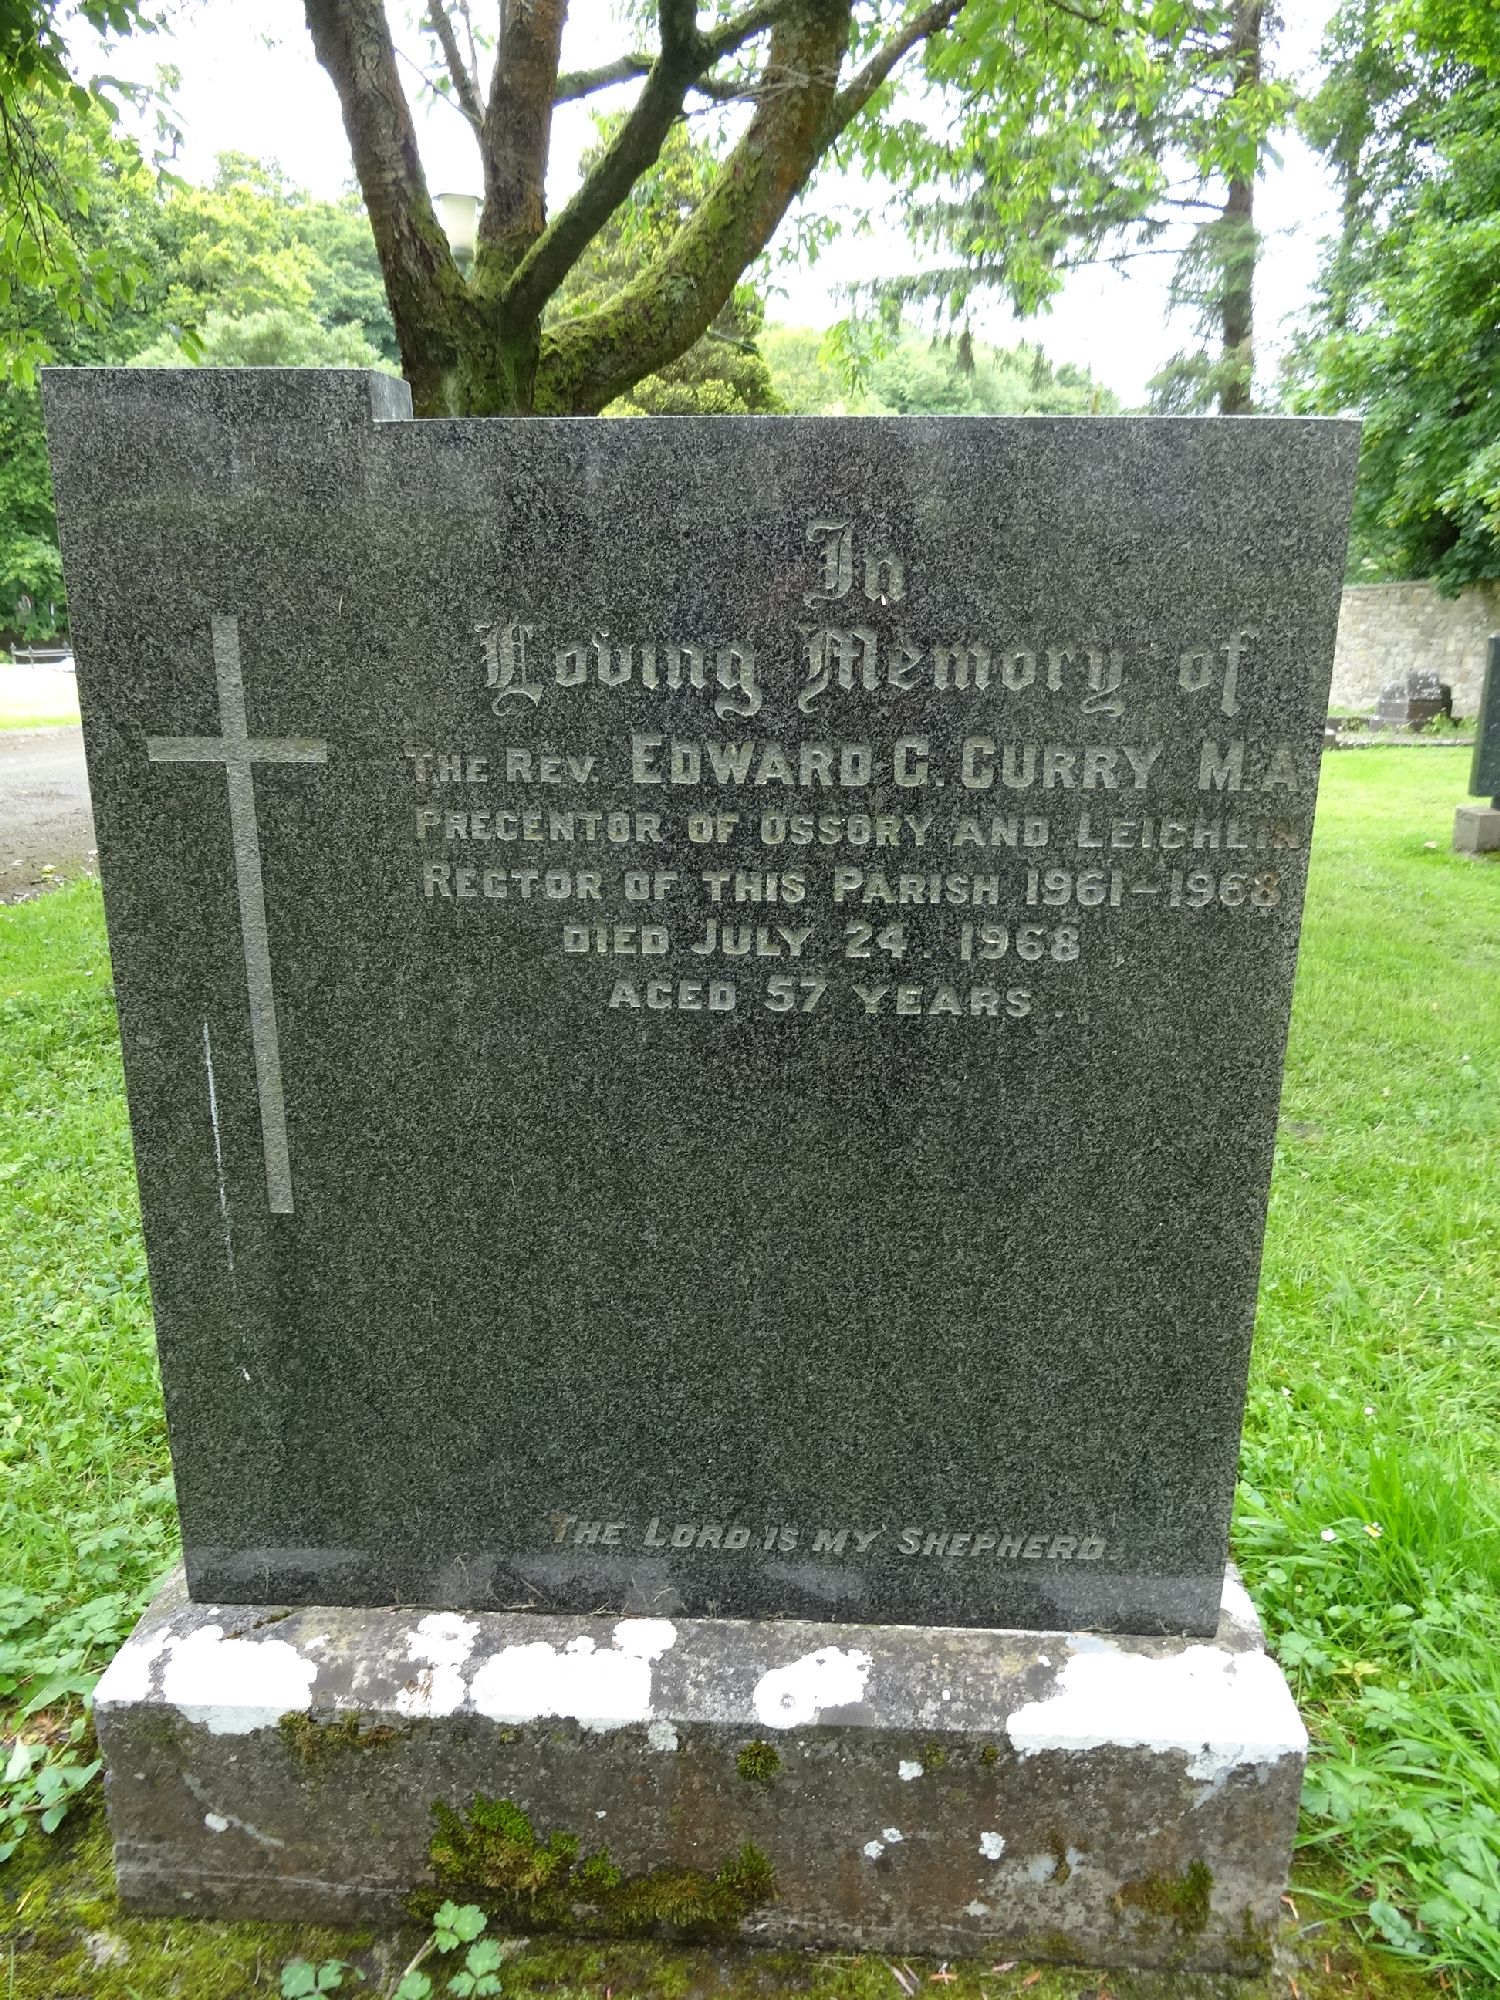 In
Loving Memory of
THE REV. EDWARD G. CURRY M.A.
PRECENTOR OF OSSORY AND LEIGHLIN
RECTOR OF THIS PARISH 1961-1968
DIED JULY 24. 1968
AGED 57 YEARS.
THE LORD IS MY SHEPHERD.